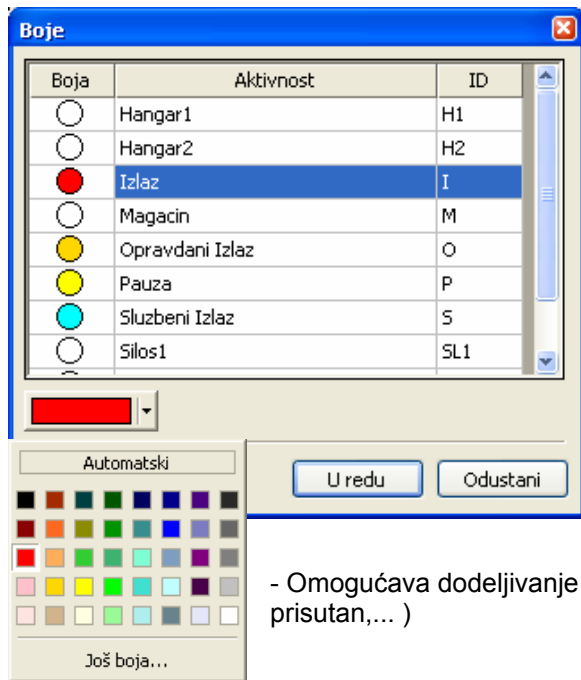 Boje
Boja Aktivnost ID
Hangar1 H1
Hangar2 H2
Izlaz I
Magacin M
Opravdani Izlaz O
Pauza P
Sluzbeni Izlaz S
Silos1 SL1
Automatski
U redu Odustani
- Omogućava dodeljivanje
prisutan,... )
Još boja...